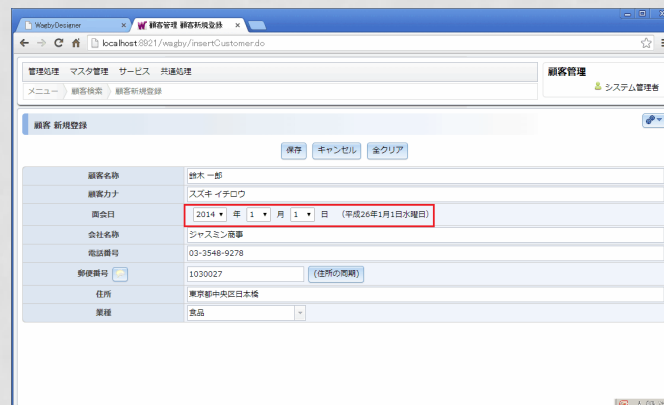 WagbyDesigner
顧客管理 顧客新規登録
localhost:8921/wagby/insertCustomer.do
管理処理 マスタ管理 サービス 共通処理
顧客管理
システム管理者
メニュー 顧客検索 顧客新規登録
顧客 新規登録
保存 キャンセル 全クリア
顧客名称 鈴木 一郎
顧客カナ スズキ イチロウ
面会日 2014 年 1 月 1 日 (平成26年1月1日水曜日)
会社名称 ジャスミン商事
電話番号 03-3548-9278
郵便番号 1030027 (住所の同期)
住所 東京都中央区日本橋
業種 食品